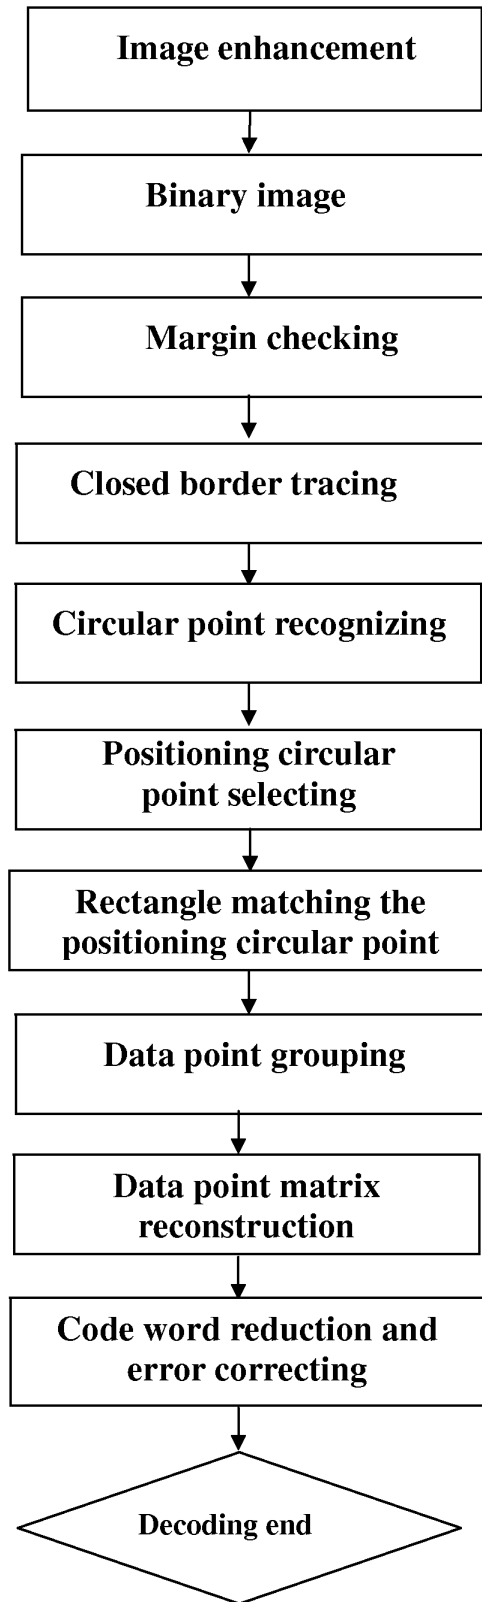 Image enhancement
Binary image
Margin checking
Closed border tracing
Circular point recognizing
Positioning circular
point selecting
Rectangle matching the
positioning circular point
Data point grouping
Data point matrix
reconstruction
Code word reduction and
error correcting
Decoding end